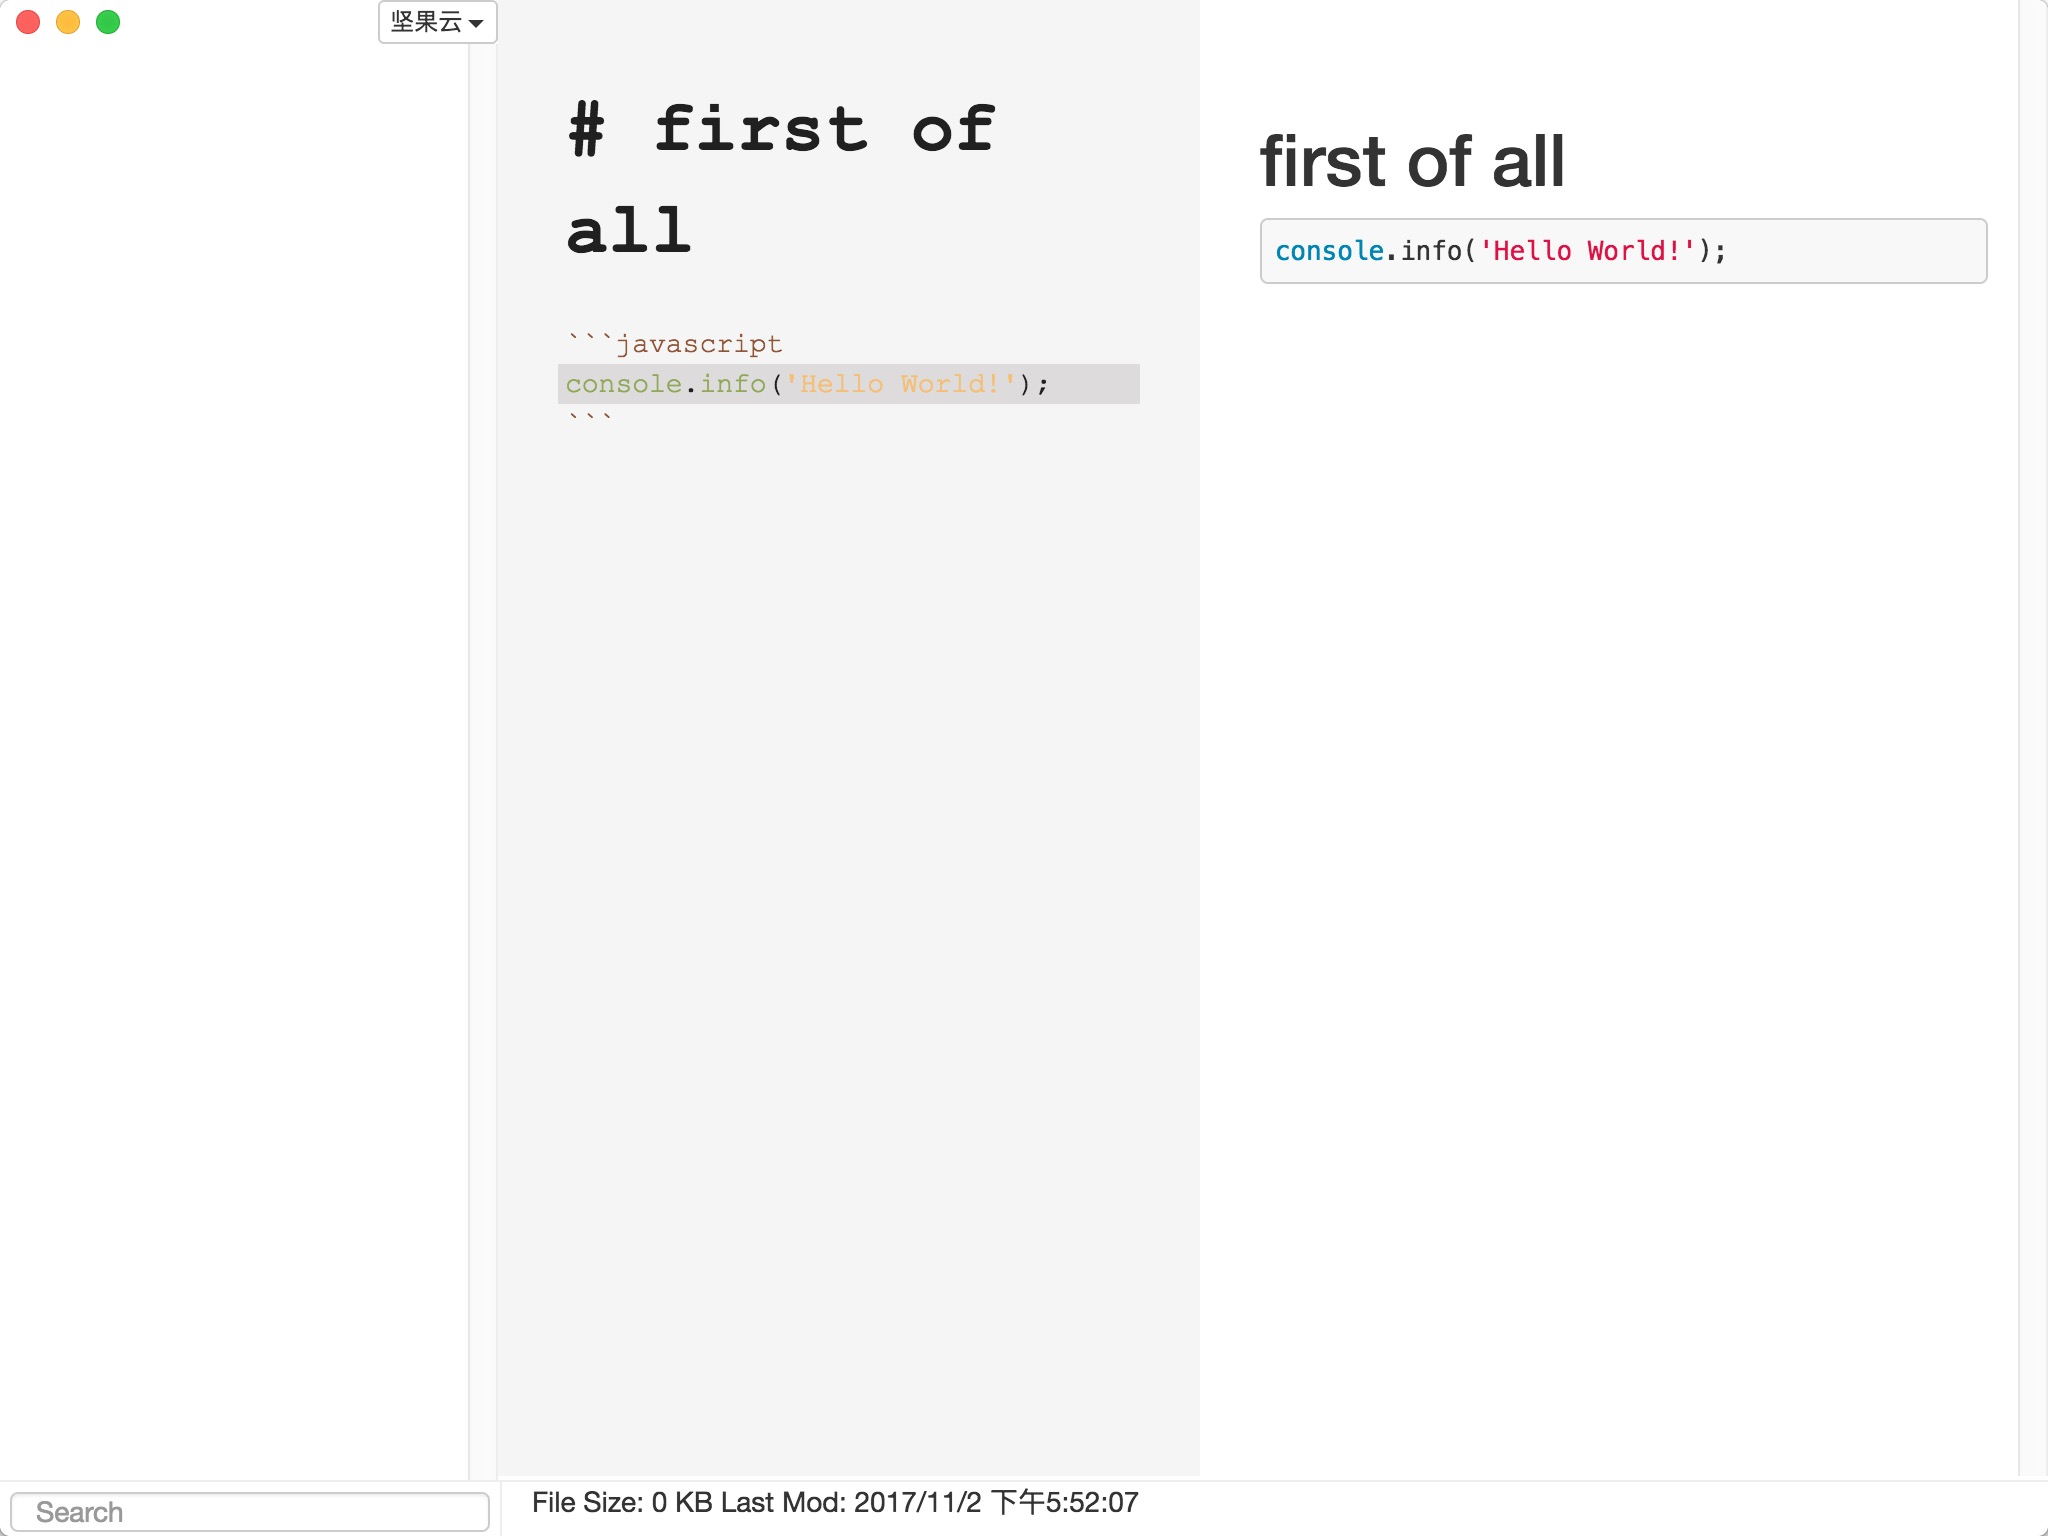 坚果云
# first of
all
```javascript
console.info('Hello World!');
```
first of all
console.info('Hello World!');
Search
File Size: 0 KB Last Mod: 2017/11/2 下午5:52:07